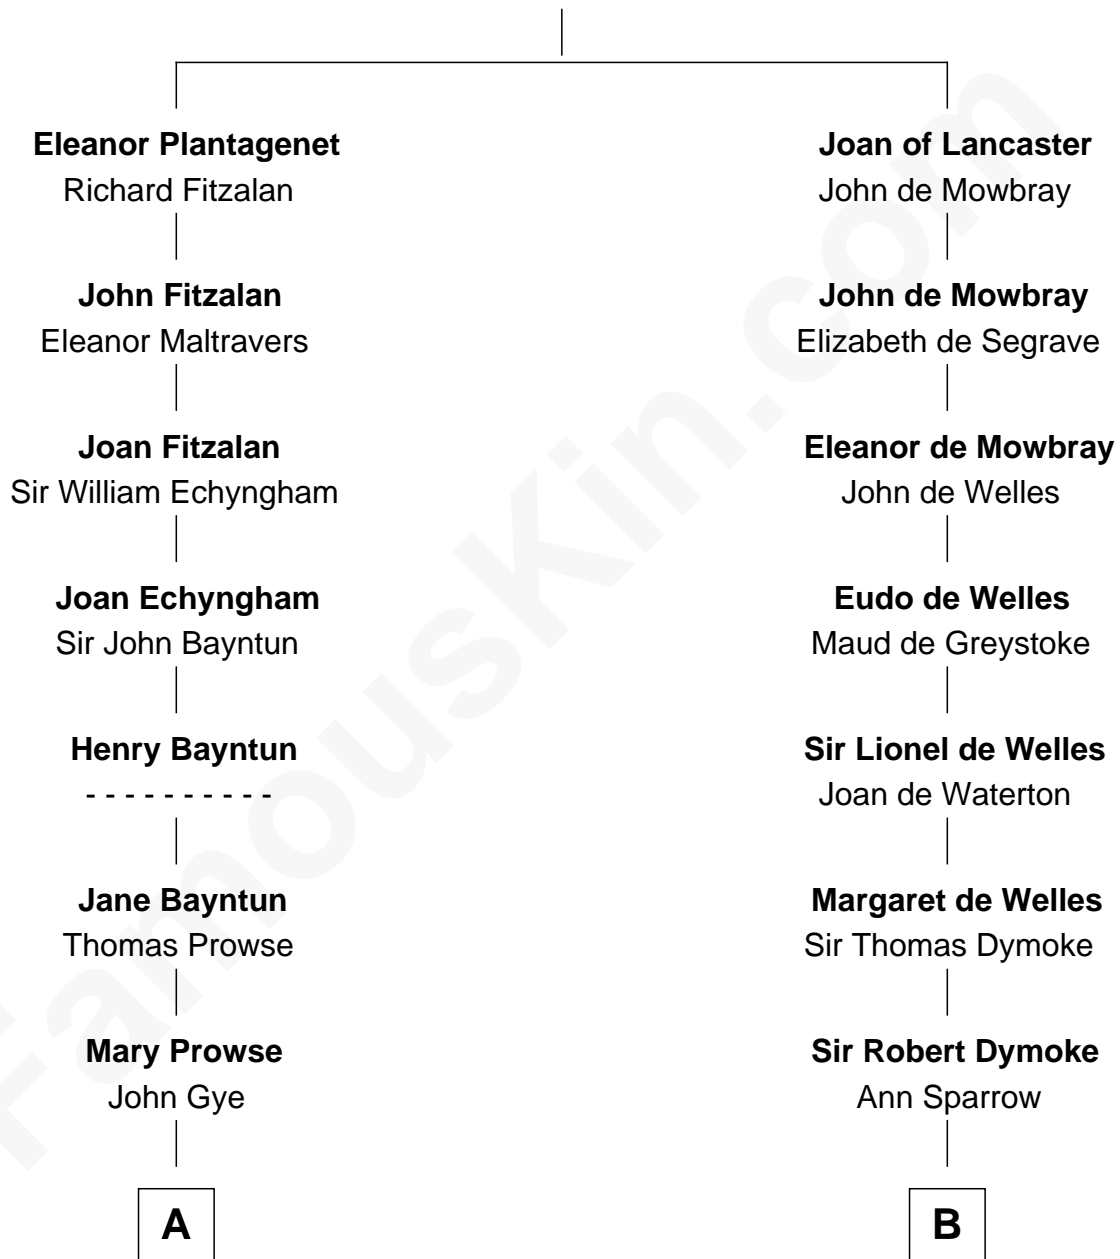 Eleanor Plantagenet
Richard Fitzalan
John Fitzalan
Eleanor Maltravers
Joan Fitzalan
Sir William Echyngham
Joan Echyngham
Sir John Bayntun
Henry Bayntun
- - - - - - - - - -
Jane Bayntun
Thomas Prowse
Mary Prowse
John Gye
A
Joan of Lancaster
John de Mowbray
John de Mowbray
Elizabeth de Segrave
Eleanor de Mowbray
John de Welles
Eudo de Welles
Maud de Greystoke
Sir Lionel de Welles
Joan de Waterton
Margaret de Welles
Sir Thomas Dymoke
Sir Robert Dymoke
Ann Sparrow
B
FamousKin.com